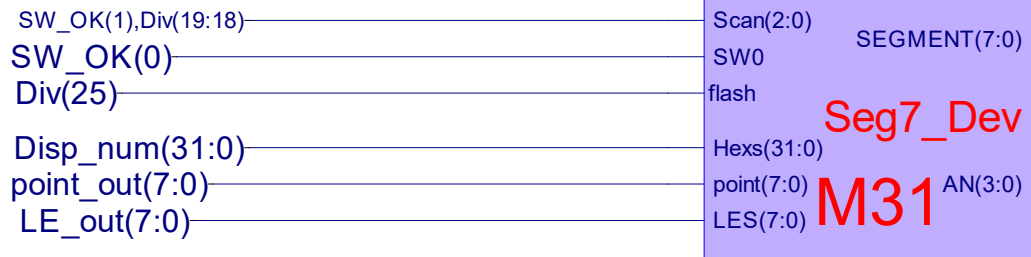 SW_OK(1),Div(19:18) Scan(2:0)
SEGMENT(7:0)
SW_OK(0) SW0
Div(25) flash
Seg7_Dev
Disp_num(31:0) Hexs(31:0)
point_out(7:0) point(7:0) M31 AN(3:0)
LE_out(7:0) LES(7:0)